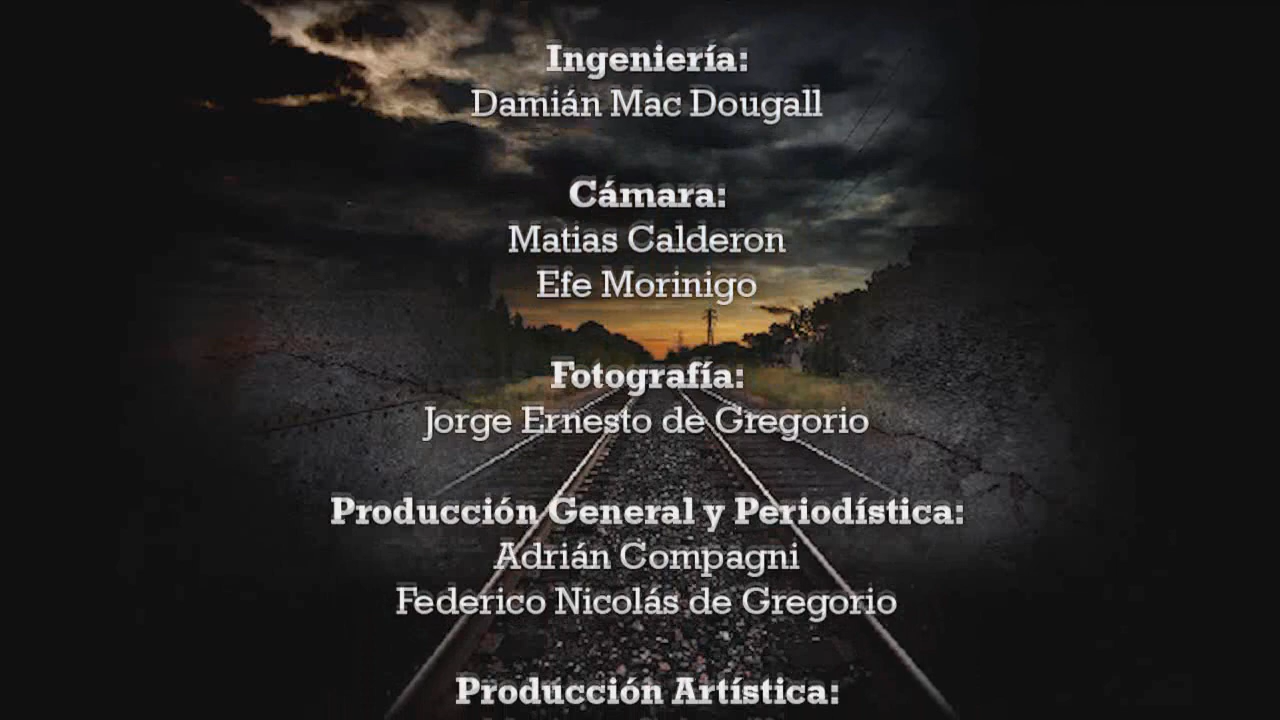 Ingeniería:
Damián Mac Dougall
Cámara:
Matias Calderon
Efe Morinigo
Fotografía:
Jorge Ernesto de Gregorio
Producción General y Periodística:
Adrián Compagni
Federico Nicolás de Gregorio
Producción Artística: